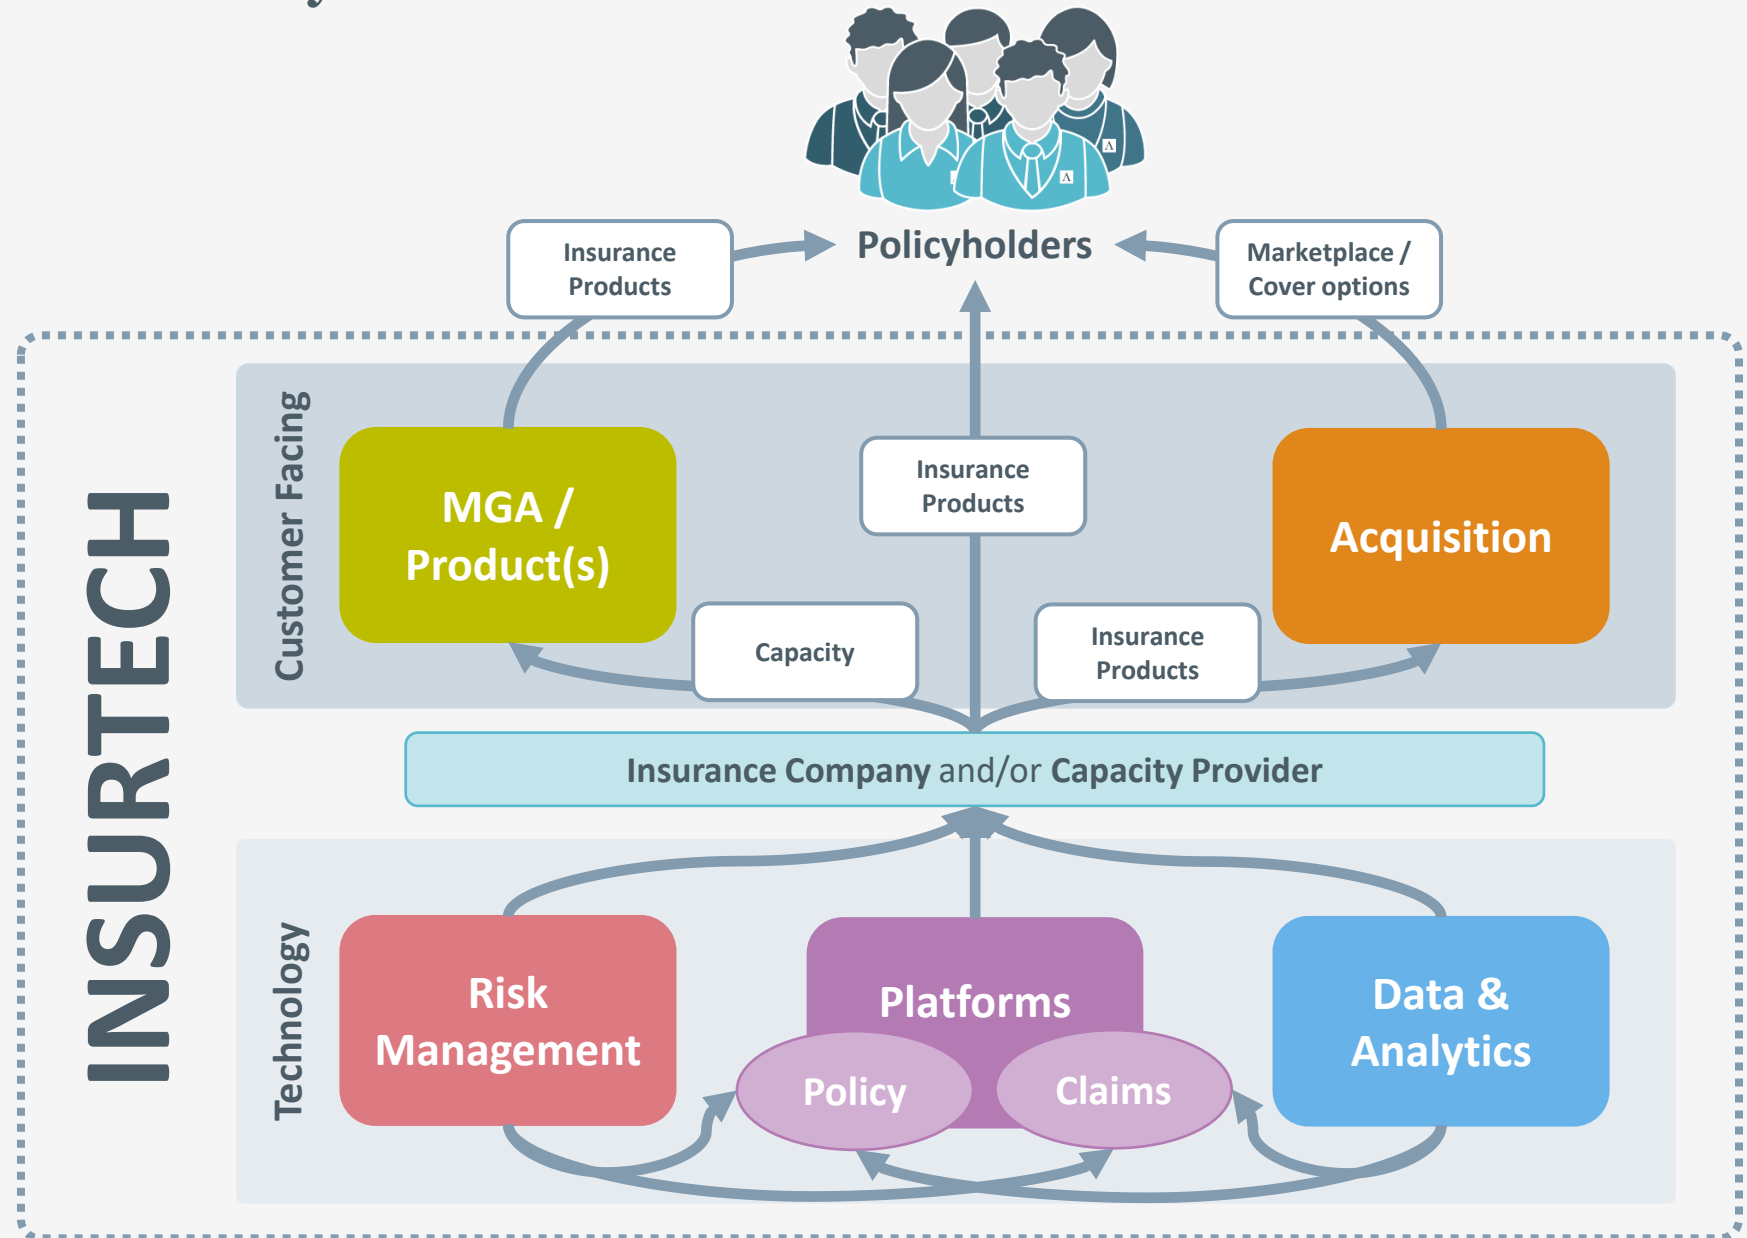 Policyholders
Insurance
Products
Marketplace /
Cover options
INSURTECH
Customer Facing
MGA /
Product(s)
Insurance
Products
Acquisition
Capacity
Insurance
Products
Insurance Company and/or Capacity Provider
Technology
Risk
Management
Platforms
Policy
Claims
Data &
Analytics